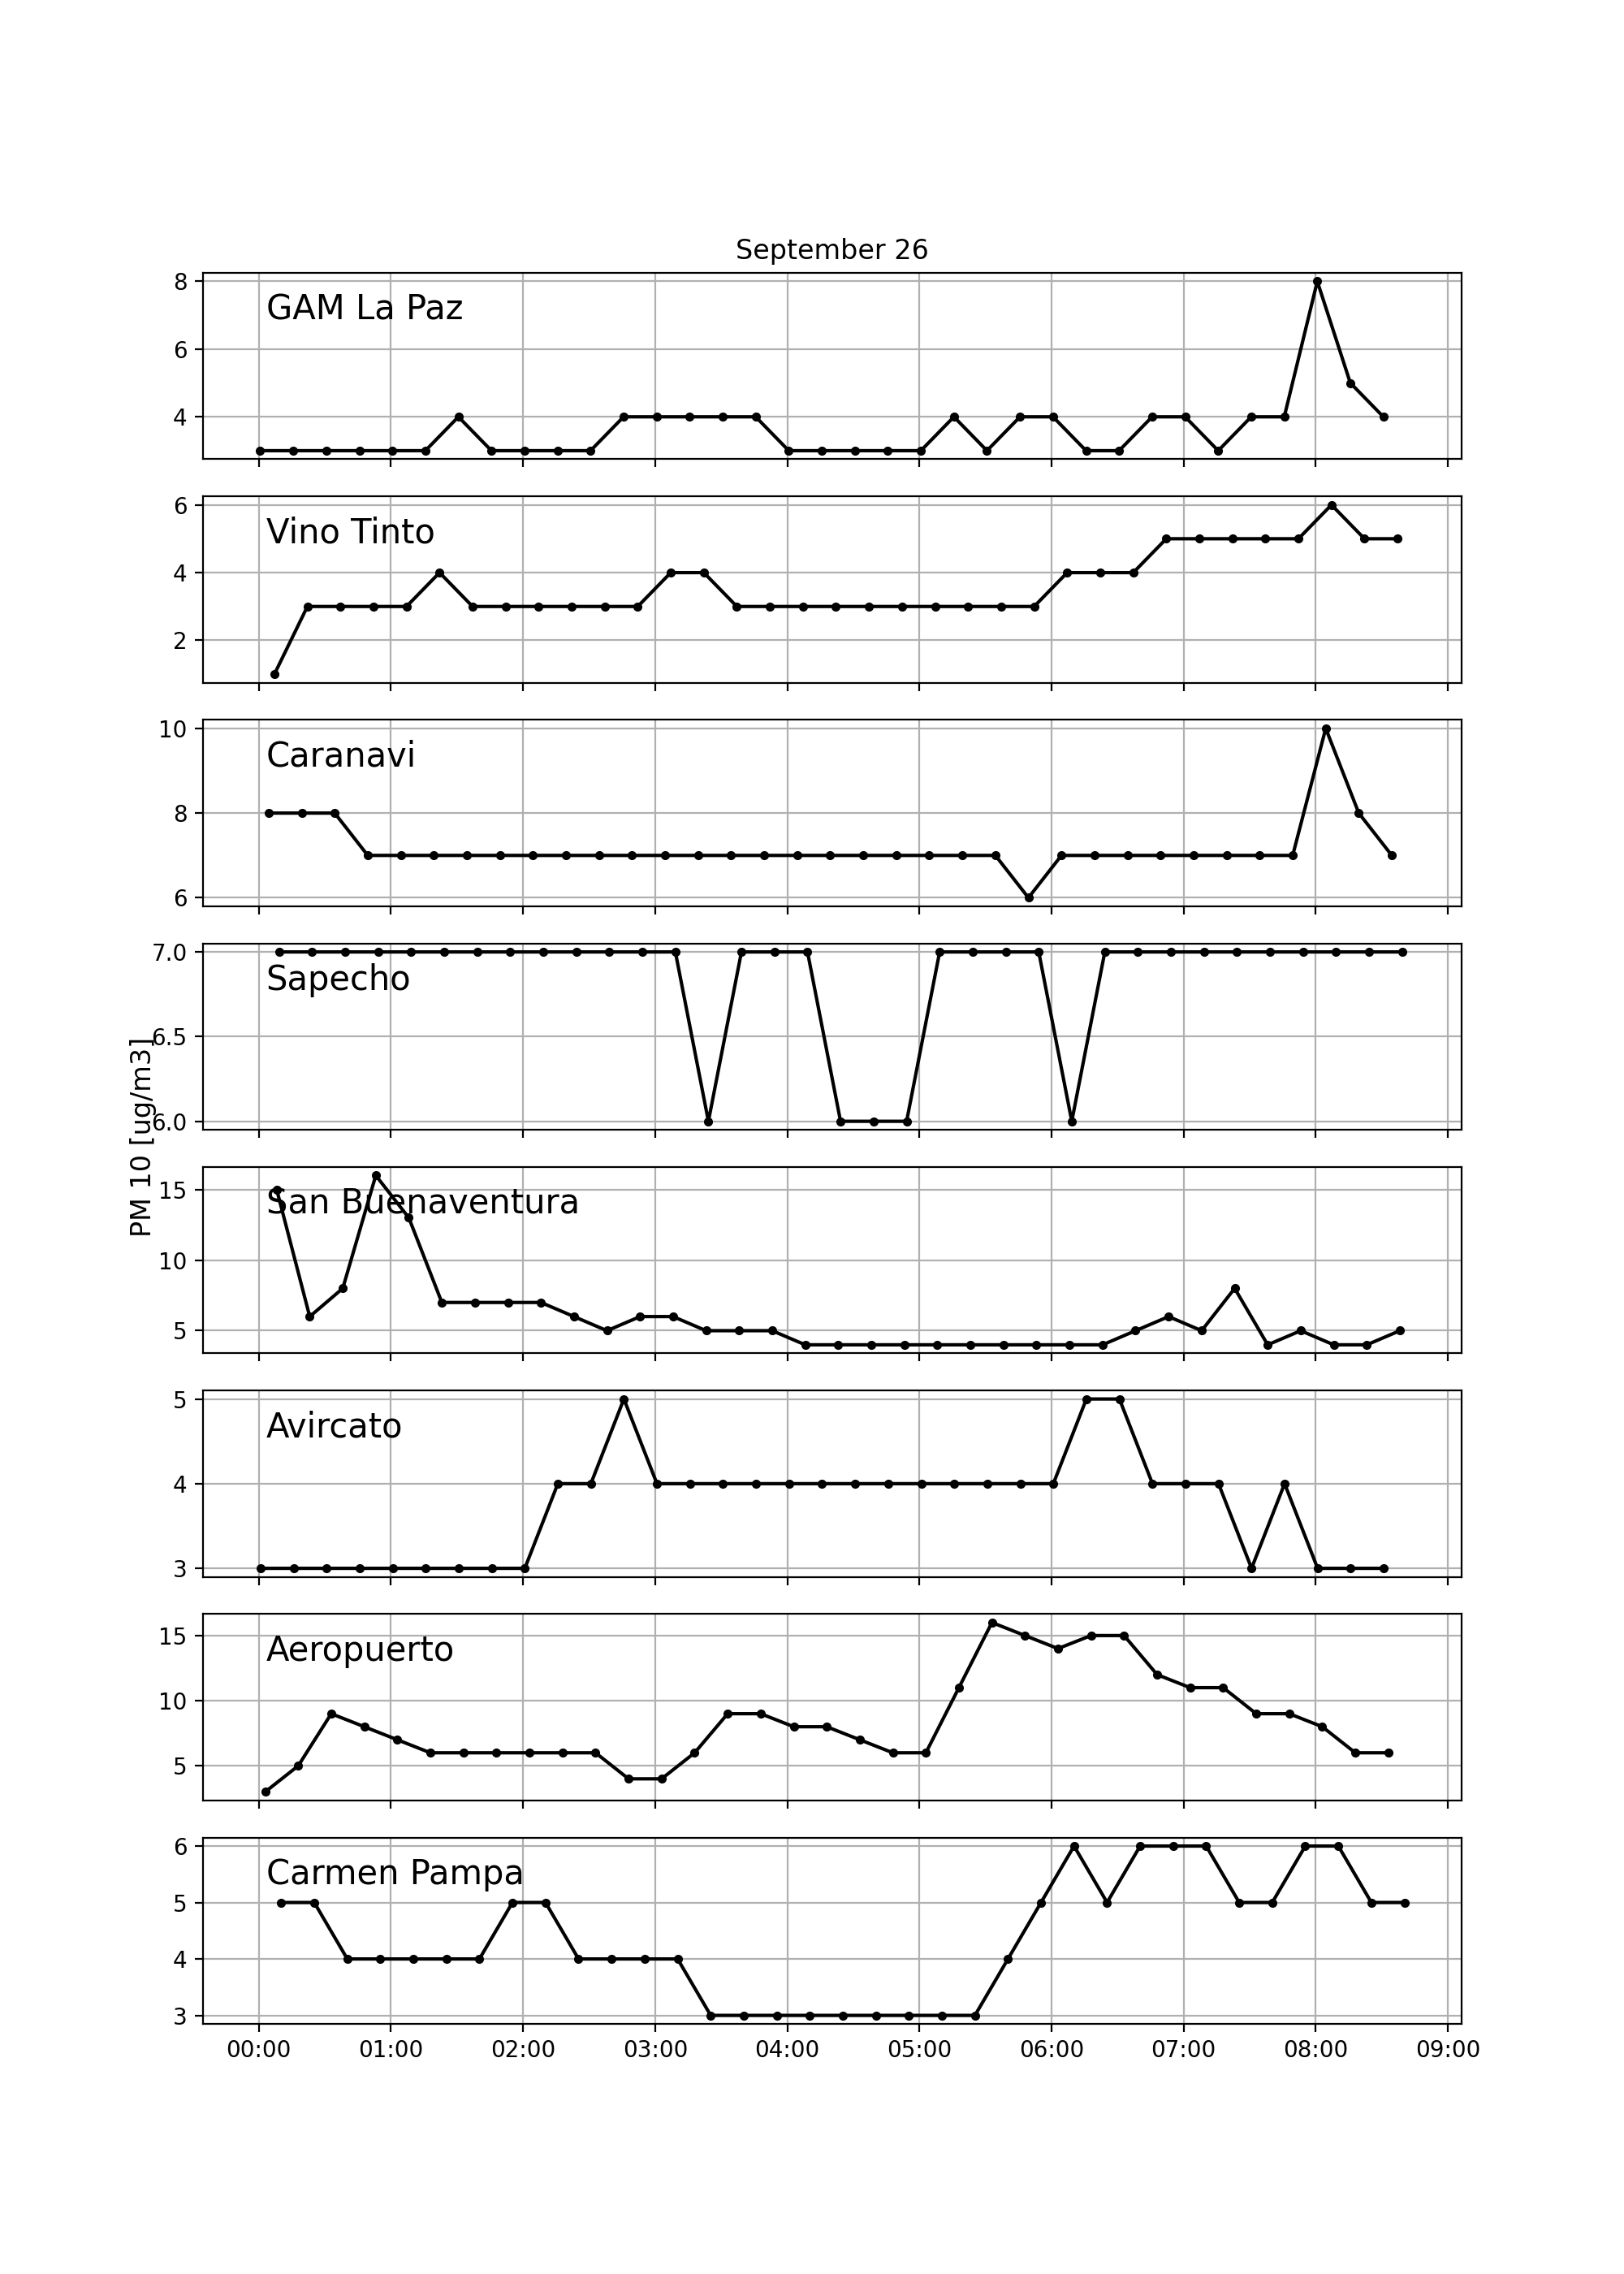 September 26
8
GAM La Paz
6
4
6
Vino Tinto
4
2
10
Caranavi
8
6
7.0
Sapecho
6.5
6.0
PM 10 [ug/m3]
15
San Buenaventura
10
5
5
Avircato
4
3
15
Aeropuerto
10
5
6
Carmen Pampa
5
4
3
00:00 01:00 02:00 03:00 04:00 05:00 06:00 07:00 08:00 09:00